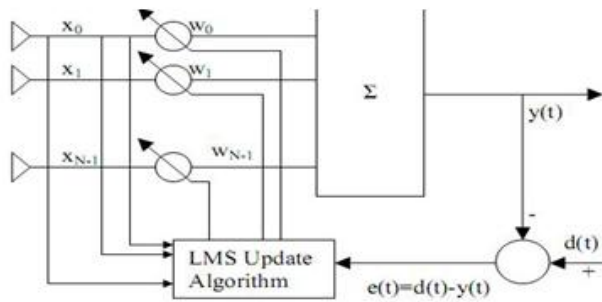 x0 w0
x1 w1
Σ
y(t)
xN-1 wN-1
-
d(t)
+
LMS Update
Algorithm
e(t)=d(t)-y(t)